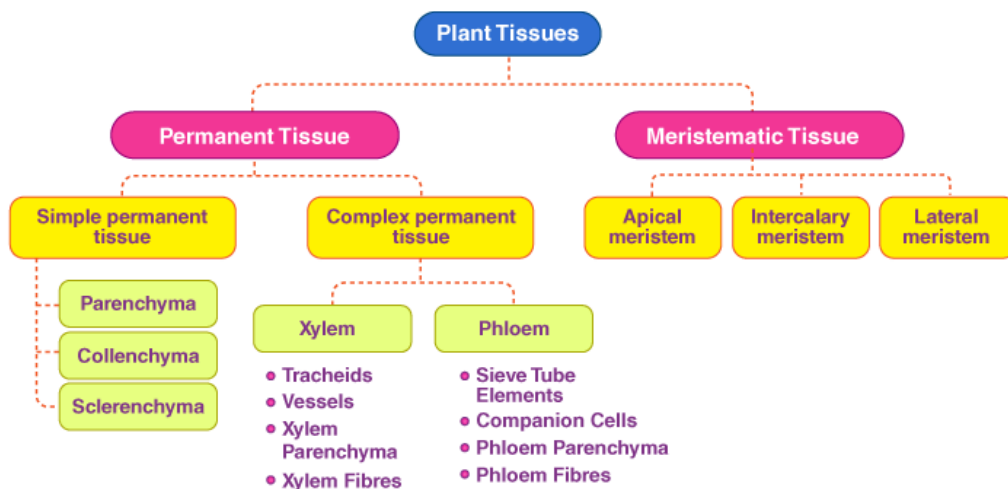 Plant Tissues
Permanent Tissue
Meristematic Tissue
Simple permanent
tissue
Complex permanent
tissue
Apical
meristem
Intercalary
meristem
Lateral
meristem
Parenchyma
Collenchyma
Sclerenchyma
Xylem
Tracheids
Vessels
Xylem
Parenchyma
Xylem Fibres
Phloem
Sieve Tube
Elements
Companion Cells
Phloem Parenchyma
Phloem Fibres